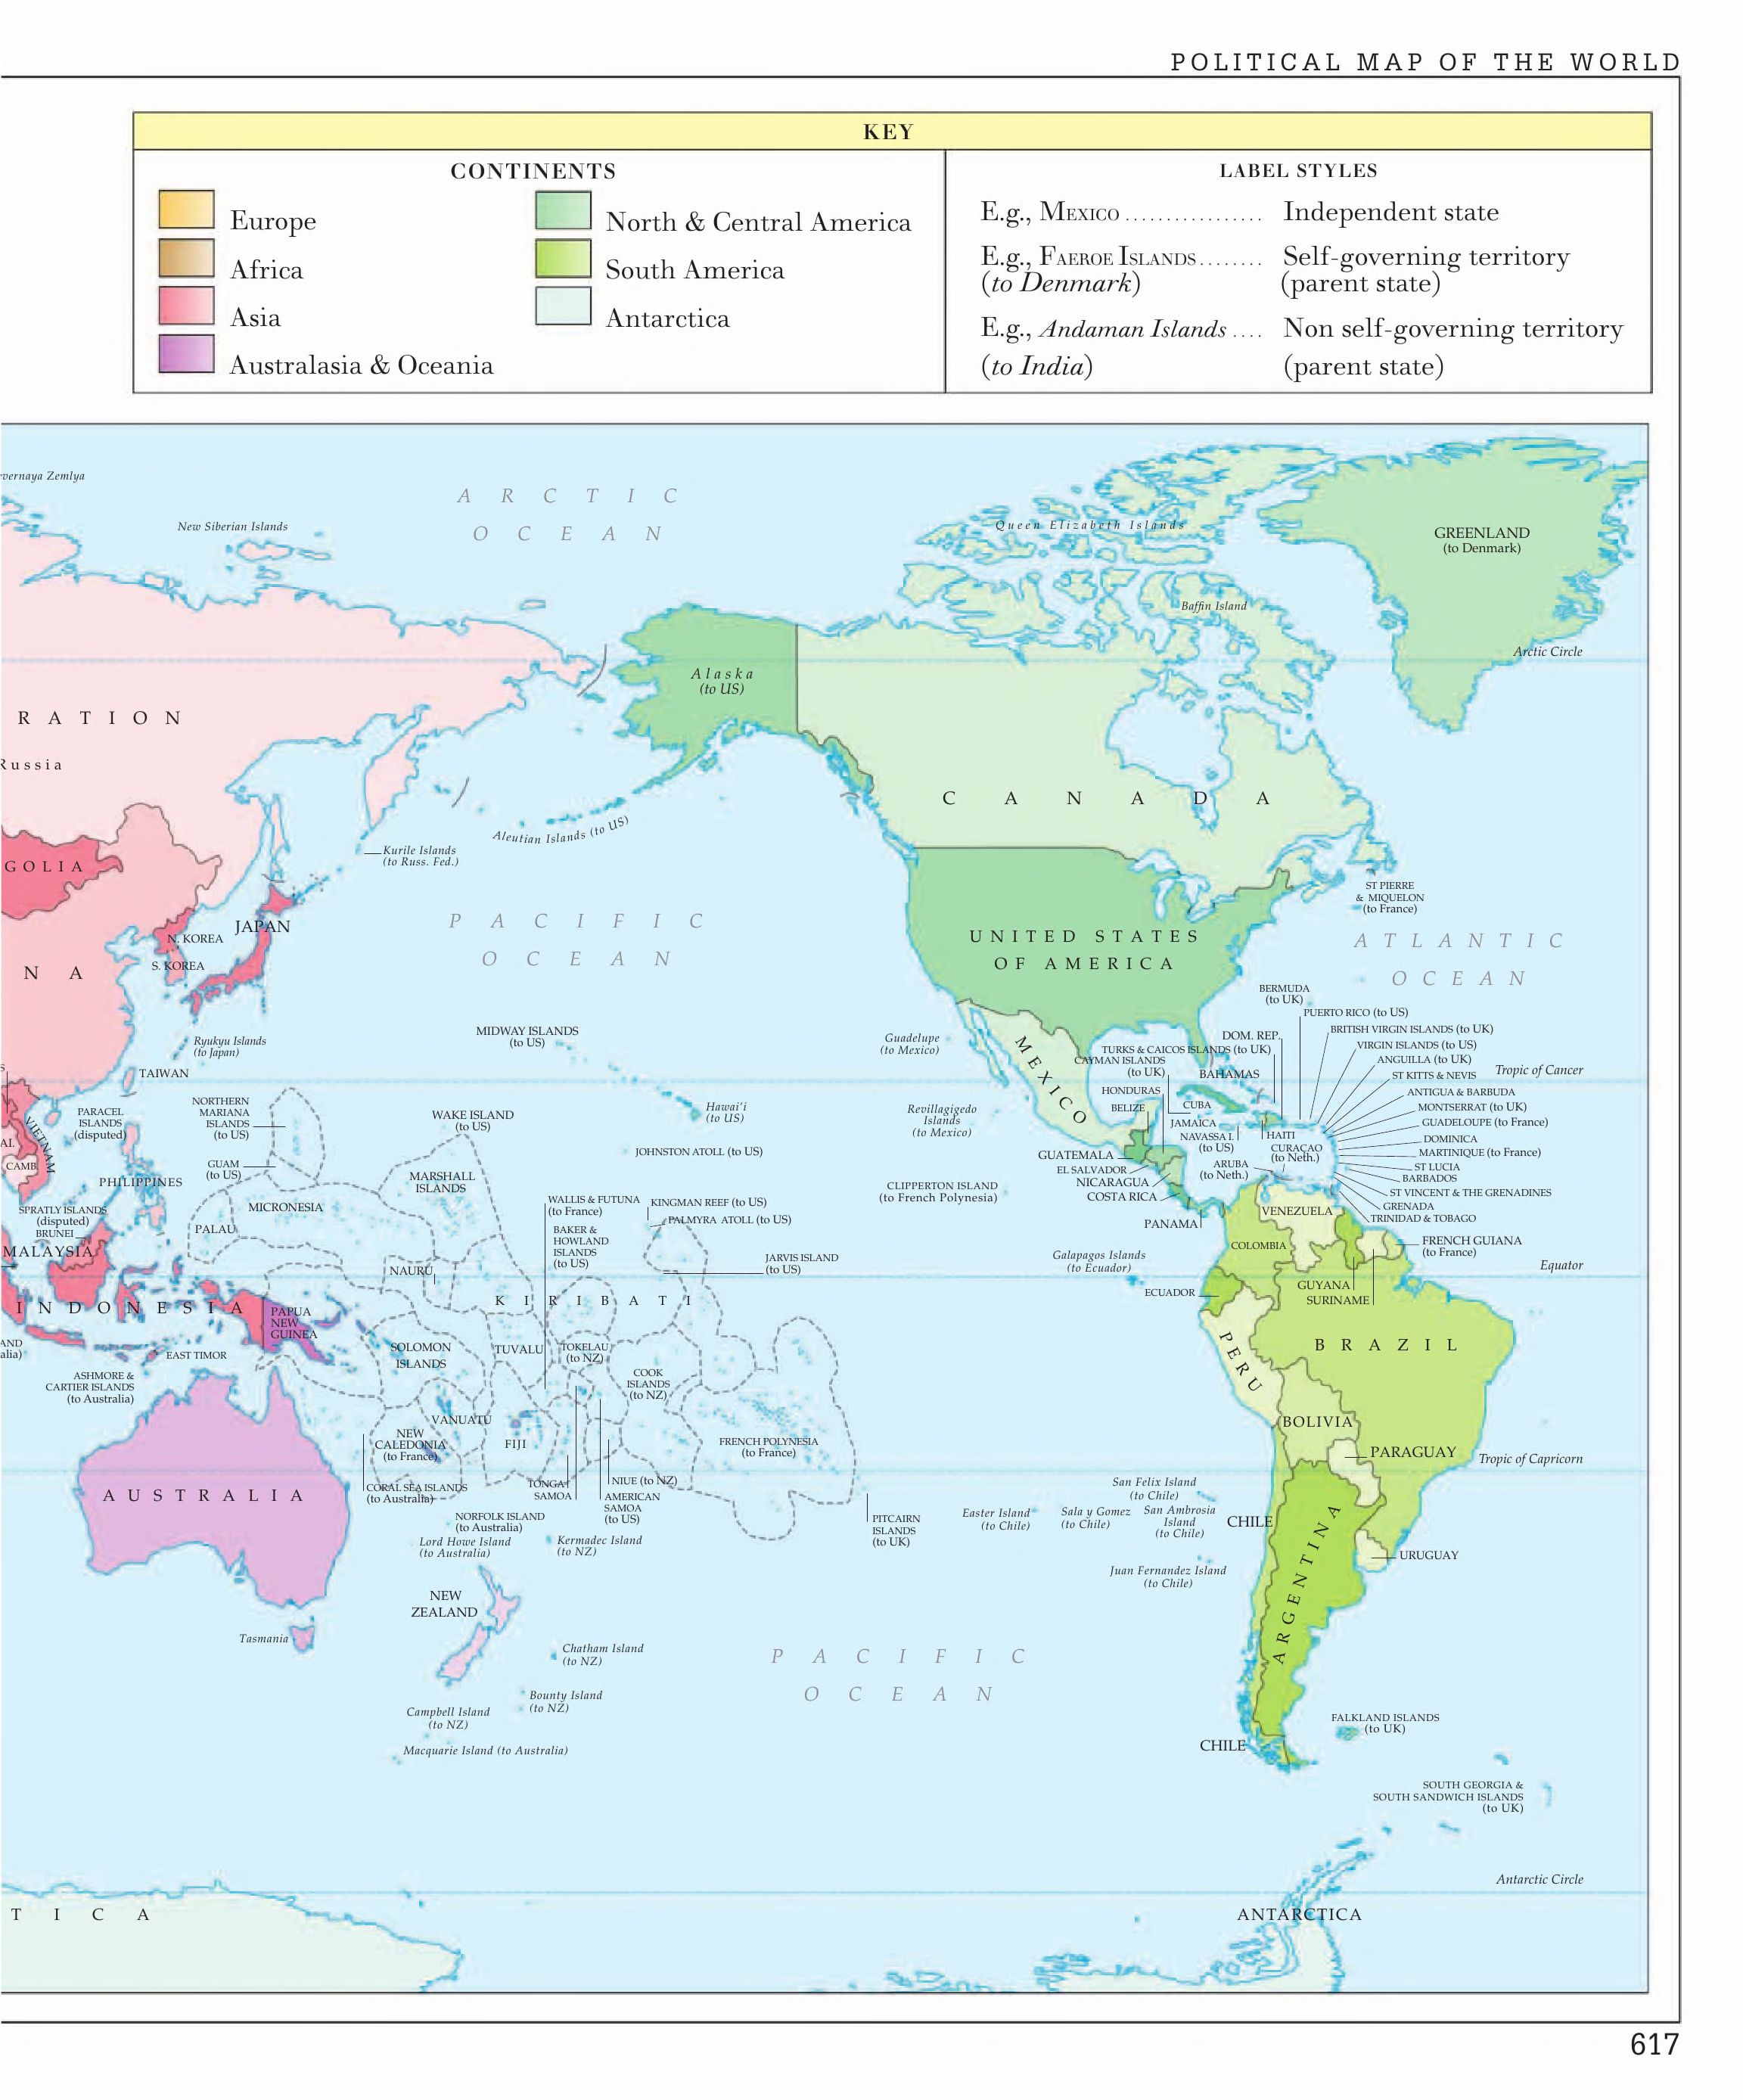 POLITICAL MAP OF THE WORLD
KEY
CONTINENTS
Europe
Africa
Asia
Australasia & Oceania
North & Central America
South America
Antarctica
LABEL STYLES
E.g., MEXICO ................. Independent state
E.g., FAEROE ISLANDS ........ Self-governing territory
(to Denmark) (parent state)
E.g., Andaman Islands .... Non self-governing territory
(to India) (parent state)
vernaya Zemlya
New Siberian Islands
ARCTIC
OCEAN
Queen Elizabeth Islands
GREENLAND
(to Denmark)
Baffin Island
Arctic Circle
Alaska
(to US)
RATION
Russia
CANADA
Aleutian Islands (to US)
Kurile Islands
(to Russ. Fed.)
GOLIA
ST PIERRE
& MIQUELON
(to France)
JAPAN
N. KOREA
S. KOREA
N A
PACIFIC
OCEAN
UNITED STATES
OF AMERICA
ATLANTIC
OCEAN
BERMUDA
(to UK)
PUERTO RICO (to US)
BRITISH VIRGIN ISLANDS (to UK)
VIRGIN ISLANDS (to US)
ANGUILLA (to UK)
ST KITTS & NEVIS
Tropic of Cancer
ANTIGUA & BARBUDA
MONTSERRAT (to UK)
GUADELOUPE (to France)
DOMINICA
MARTINIQUE (to France)
ST LUCIA
BARBADOS
ST VINCENT & THE GRENADINES
GRENADA
TRINIDAD & TOBAGO
DOM. REP.
TURKS & CAICOS ISLANDS (to UK)
CAYMAN ISLANDS
(to UK)
BAHAMAS
HONDURAS
BELIZE
CUBA
JAMAICA
NAVASSA I.
(to US)
HAITI
CURAÇAO
(to Neth.)
ARUBA
(to Neth.)
GUATEMALA
EL SALVADOR
NICARAGUA
COSTA RICA
PANAMA
MEXICO
Guadelupe
(to Mexico)
Revillagigedo
Islands
(to Mexico)
CLIPPERTON ISLAND
(to French Polynesia)
MIDWAY ISLANDS
(to US)
Ryukyu Islands
(to Japan)
TAIWAN
Hawai'i
(to US)
WAKE ISLAND
(to US)
JOHNSTON ATOLL (to US)
NORTHERN
MARIANA
ISLANDS
(to US)
PARACEL
ISLANDS
(disputed)
VIETNAM
CAMB.
GUAM
(to US)
PHILIPPINES
MARSHALL
ISLANDS
MICRONESIA
PALAU
SPRATLY ISLANDS
(disputed)
BRUNEI
MALAYSIA
WALLIS & FUTUNA
(to France)
KINGMAN REEF (to US)
PALMYRA ATOLL (to US)
BAKER &
HOWLAND
ISLANDS
(to US)
JARVIS ISLAND
(to US)
NAURU
KIRIBATI
INDONESIA
PAPUA
NEW
GUINEA
EAST TIMOR
ASHMORE &
CARTIER ISLANDS
(to Australia)
AND
alia)
SOLOMON
ISLANDS
TUVALU
TOKELAU
(to NZ)
COOK
ISLANDS
(to NZ)
VANUATU
NEW
CALEDONIA
(to France)
FIJI
FRENCH POLYNESIA
(to France)
CORAL SEA ISLANDS
(to Australia)
TONGA
SAMOA
NIUE (to NZ)
AMERICAN
SAMOA
(to US)
NORFOLK ISLAND
(to Australia)
Lord Howe Island
(to Australia)
Kermadec Island
(to NZ)
PITCAIRN
ISLANDS
(to UK)
AUSTRALIA
NEW
ZEALAND
Tasmania
Chatham Island
(to NZ)
Bounty Island
(to NZ)
Campbell Island
(to NZ)
Macquarie Island (to Australia)
PACIFIC
OCEAN
VENEZUELA
COLOMBIA
FRENCH GUIANA
(to France)
GUYANA
SURINAME
Equator
Galapagos Islands
(to Ecuador)
ECUADOR
PERU
BRAZIL
BOLIVIA
PARAGUAY
Tropic of Capricorn
San Felix Island
(to Chile)
Easter Island
(to Chile)
Sala y Gomez
(to Chile)
San Ambrosia
Island
(to Chile)
CHILE
ARGENTINA
URUGUAY
Juan Fernandez Island
(to Chile)
FALKLAND ISLANDS
(to UK)
CHILE
SOUTH GEORGIA &
SOUTH SANDWICH ISLANDS
(to UK)
Antarctic Circle
TICA
ANTARCTICA
617